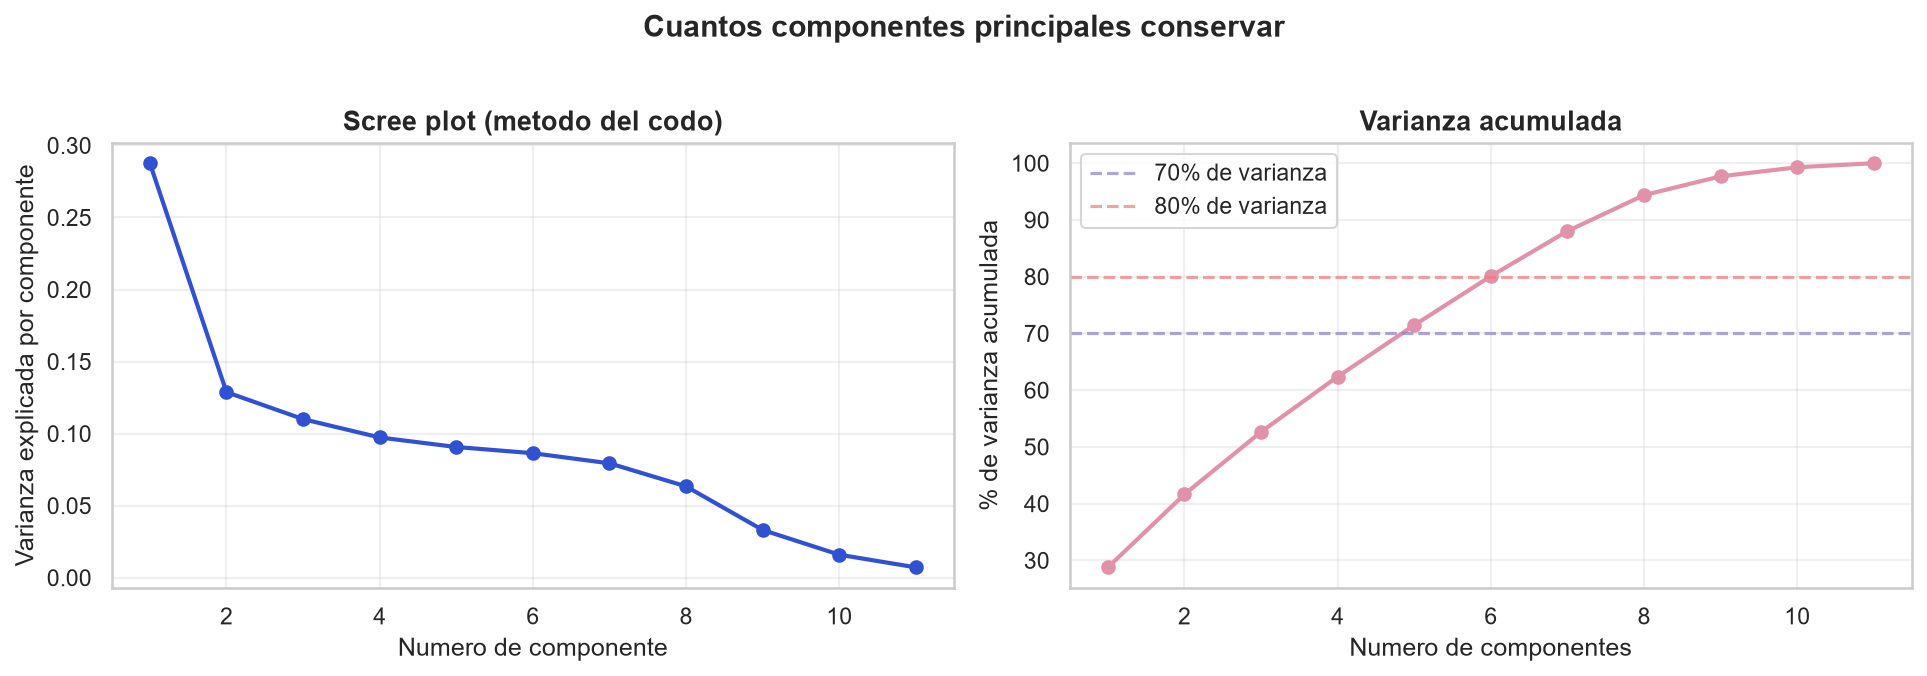 Cuantos componentes principales conservar
Scree plot (metodo del codo)
Varianza explicada por componente
0.30
0.25
0.20
0.15
0.10
0.05
0.00
2 4 6 8 10
Numero de componente
Varianza acumulada
% de varianza acumulada
100
90
80
70
60
50
40
30
70% de varianza
80% de varianza
2 4 6 8 10
Numero de componentes